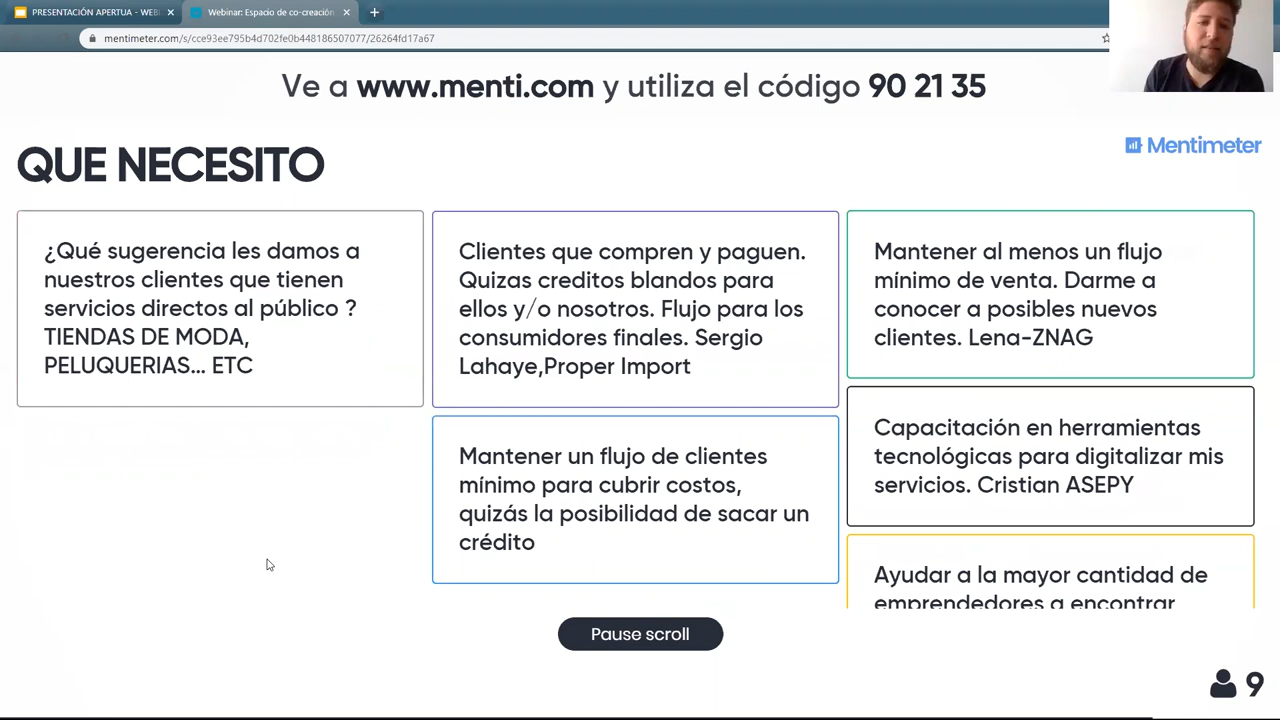 PRESENTACIÓN APERTUA - WEB
Webinar: Espacio de co-creación
mentimeter.com/s/cce93ee795b4d702fe0b448186507077/26264fd17a67
Ve a www.menti.com y utiliza el código 90 21 35
QUE NECESITO
Mentimeter
¿Qué sugerencia les damos a
nuestros clientes que tienen
servicios directos al público ?
TIENDAS DE MODA,
PELUQUERIAS... ETC
Clientes que compren y paguen.
Quizas creditos blandos para
ellos y/o nosotros. Flujo para los
consumidores finales. Sergio
Lahaye,Proper Import
Mantener un flujo de clientes
mínimo para cubrir costos,
quizás la posibilidad de sacar un
crédito
Mantener al menos un flujo
mínimo de venta. Darme a
conocer a posibles nuevos
clientes. Lena-ZNAG
Capacitación en herramientas
tecnológicas para digitalizar mis
servicios. Cristian ASEPY
Ayudar a la mayor cantidad de
emprendedores a encontrar
Pause scroll
9